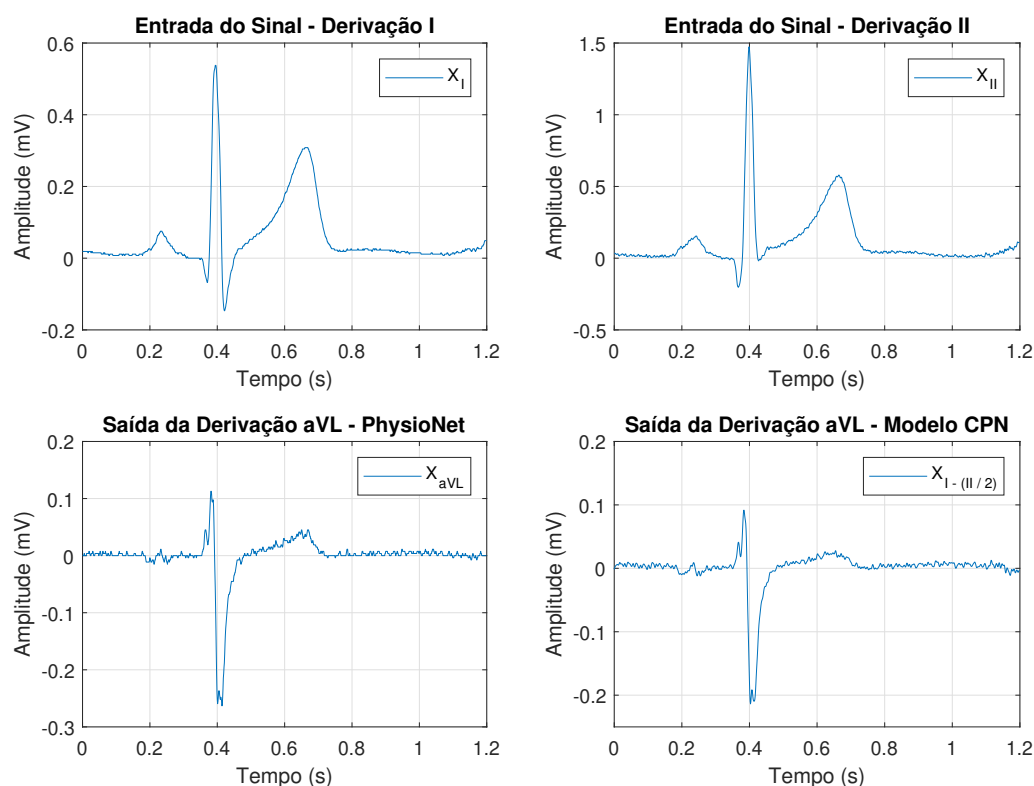 Entrada do Sinal - Derivação I
0.6
0.4
0.2
0
-0.2
Amplitude (mV)
X_I
0 0.2 0.4 0.6 0.8 1 1.2
Tempo (s)
Entrada do Sinal - Derivação II
1.5
1
0.5
0
-0.5
Amplitude (mV)
X_II
0 0.2 0.4 0.6 0.8 1 1.2
Tempo (s)
Saída da Derivação aVL - PhysioNet
0.2
0.1
0
-0.1
-0.2
-0.3
Amplitude (mV)
X_aVL
0 0.2 0.4 0.6 0.8 1 1.2
Tempo (s)
Saída da Derivação aVL - Modelo CPN
0.2
0.1
0
-0.1
-0.2
Amplitude (mV)
X_I - (II / 2)
0 0.2 0.4 0.6 0.8 1 1.2
Tempo (s)